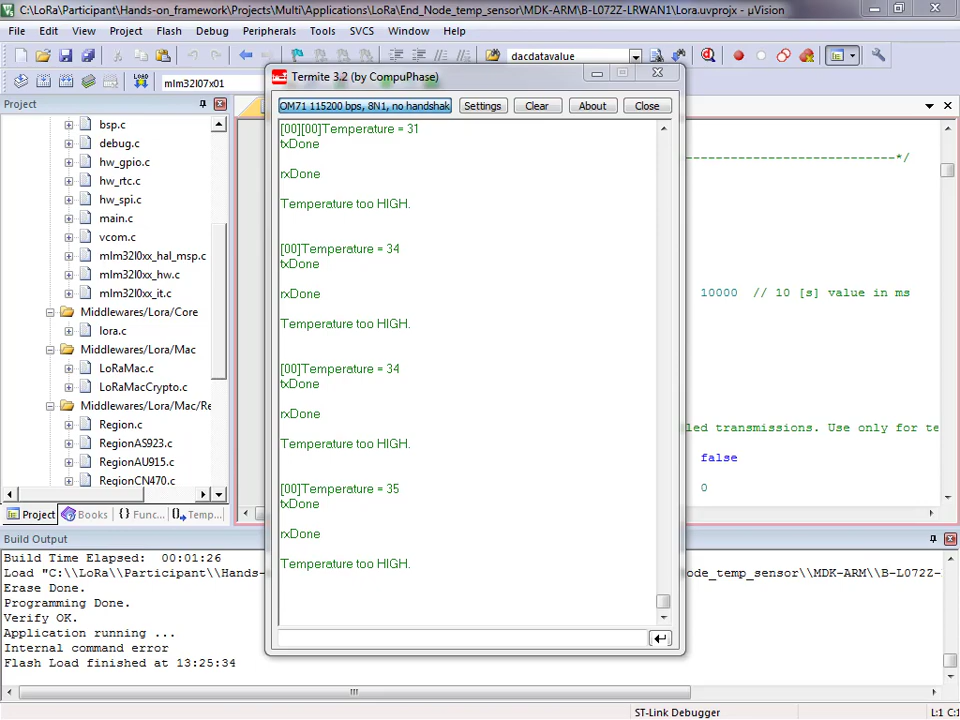 C:\LoRa\Participant\Hands-on_framework\Projects\Multi\Applications\LoRa\End_Node_temp_sensor\MDK-ARM\B-L072Z-LRWAN1\Lora.uvprojx - µVision
File Edit View Project Flash Debug Peripherals Tools SVCS Window Help
dacdatavalue
LOAD mlm32l07x01
Project
bsp.c
debug.c
hw_gpio.c
hw_rtc.c
hw_spi.c
main.c
vcom.c
mlm32l0xx_hal_msp.c
mlm32l0xx_hw.c
mlm32l0xx_it.c
Middlewares/Lora/Core
lora.c
Middlewares/Lora/Mac
LoRaMac.c
LoRaMacCrypto.c
Middlewares/Lora/Mac/Re
Region.c
RegionAS923.c
RegionAU915.c
RegionCN470.c
Project Books {} Func... Temp...
Termite 3.2 (by CompuPhase)
OM71 115200 bps, 8N1, no handshak Settings Clear About Close
[00][00]Temperature = 31
txDone
rxDone
Temperature too HIGH.
[00]Temperature = 34
txDone
rxDone
Temperature too HIGH.
[00]Temperature = 34
txDone
rxDone
Temperature too HIGH.
[00]Temperature = 35
txDone
rxDone
Temperature too HIGH.
----------------------------*/
10000 // 10 [s] value in ms
led transmissions. Use only for te
false
0
Build Output
Build Time Elapsed: 00:01:26
Load "C:\\LoRa\\Participant\\Hands- ode_temp_sensor\\MDK-ARM\\B-L072Z-
Erase Done.
Programming Done.
Verify OK.
Application running ...
Internal command error
Flash Load finished at 13:25:34
ST-Link Debugger L:1 C:1